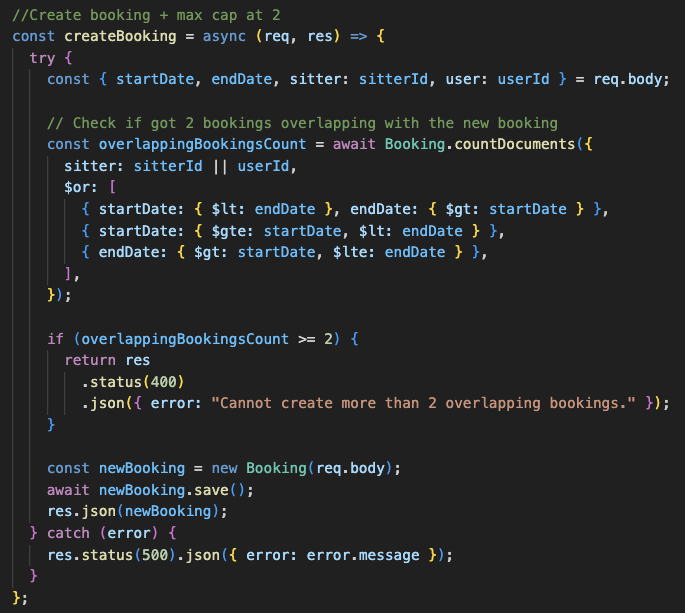 //Create booking + max cap at 2
const createBooking = async (req, res) => {
  try {
    const { startDate, endDate, sitter: sitterId, user: userId } = req.body;

    // Check if got 2 bookings overlapping with the new booking
    const overlappingBookingsCount = await Booking.countDocuments({
      sitter: sitterId || userId,
      $or: [
        { startDate: { $lt: endDate }, endDate: { $gt: startDate } },
        { startDate: { $gte: startDate, $lt: endDate } },
        { endDate: { $gt: startDate, $lte: endDate } },
      ],
    });

    if (overlappingBookingsCount >= 2) {
      return res
        .status(400)
        .json({ error: "Cannot create more than 2 overlapping bookings." });
    }

    const newBooking = new Booking(req.body);
    await newBooking.save();
    res.json(newBooking);
  } catch (error) {
    res.status(500).json({ error: error.message });
  }
};